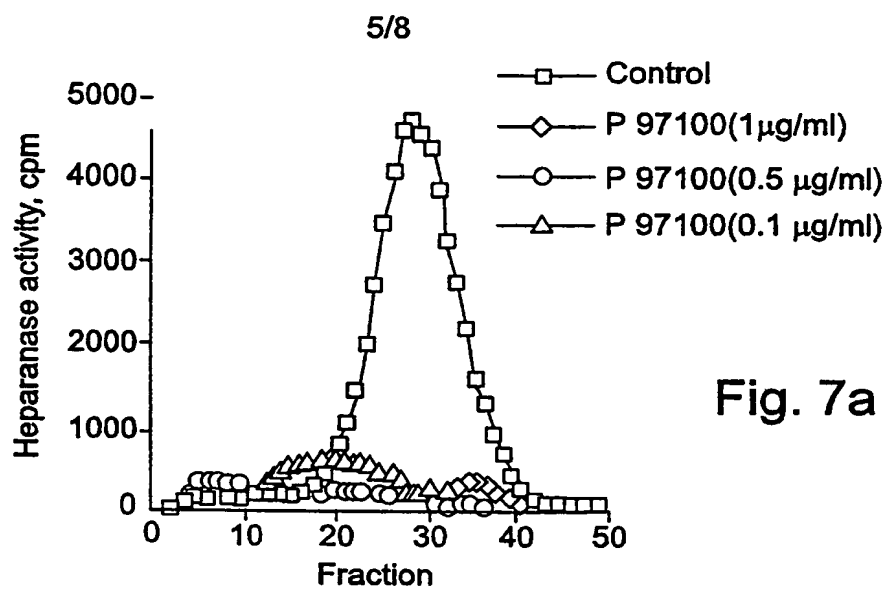 5/8
Control
P 97100(1μg/ml)
P 97100(0.5 μg/ml)
P 97100(0.1 μg/ml)
Heparanase activity, cpm
5000
4000
3000
2000
1000
0
0 10 20 30 40 50
Fraction
Fig. 7a